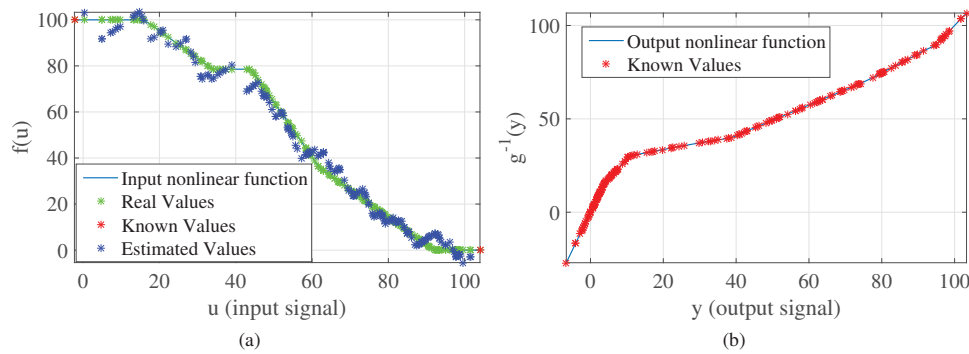 100
80
60
40
20
0
f(u)
Input nonlinear function
Real Values
Known Values
Estimated Values
0 20 40 60 80 100
u (input signal)
(a)
100
50
0
g⁻¹(y)
Output nonlinear function
Known Values
0 20 40 60 80 100
y (output signal)
(b)